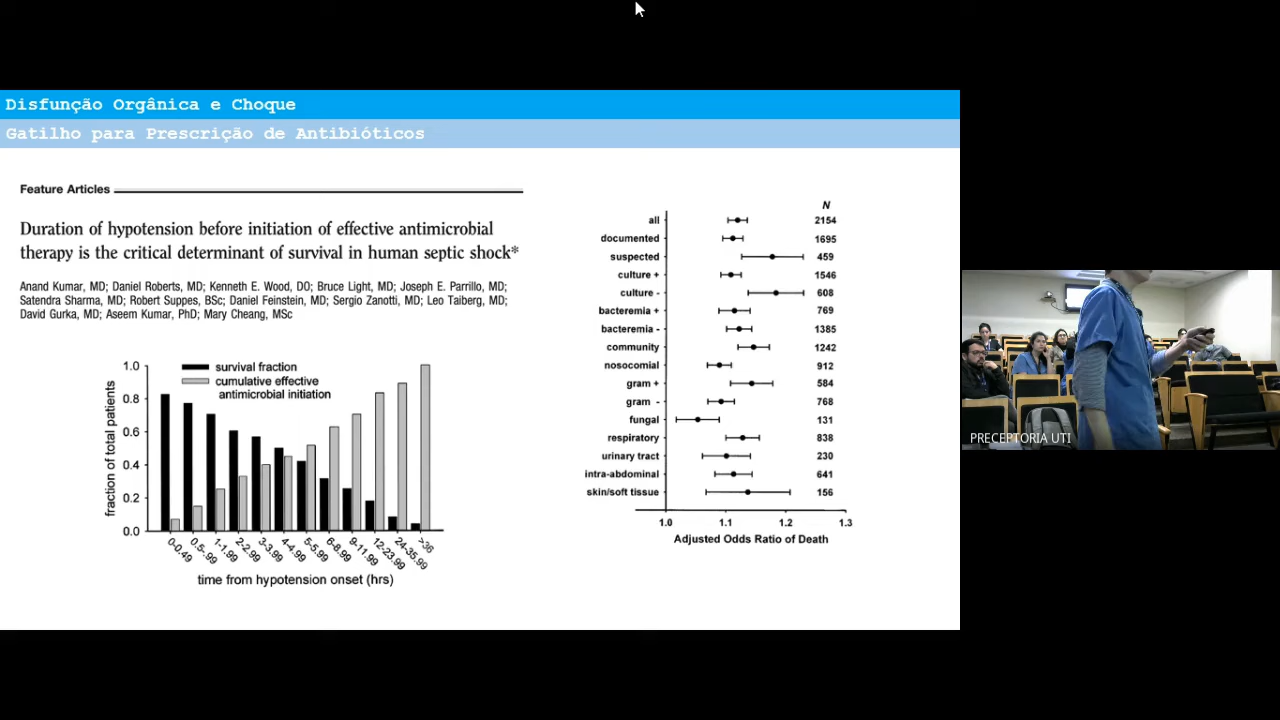 Disfunção Orgânica e Choque
Gatilho para Prescrição de Antibióticos
Feature Articles
Duration of hypotension before initiation of effective antimicrobial
therapy is the critical determinant of survival in human septic shock*
Anand Kumar, MD; Daniel Roberts, MD; Kenneth E. Wood, DO; Bruce Light, MD; Joseph E. Parrillo, MD;
Satendra Sharma, MD; Robert Suppes, BSc; Daniel Feinstein, MD; Sergio Zanotti, MD; Leo Taiberg, MD;
David Gurka, MD; Aseem Kumar, PhD; Mary Cheang, MSc
survival fraction
cumulative effective
antimicrobial initiation
fraction of total patients
1.0
0.8
0.6
0.4
0.2
0.0
0-0.49
0.5-.99
1-1.99
2-2.99
3-3.99
4-4.99
5-5.99
6-8.99
9-11.99
12-23.99
24-35.99
>36
time from hypotension onset (hrs)
N
all 2154
documented 1695
suspected 459
culture + 1546
culture - 608
bacteremia + 769
bacteremia - 1385
community 1242
nosocomial 912
gram + 584
gram - 768
fungal 131
respiratory 838
urinary tract 230
intra-abdominal 641
skin/soft tissue 156
1.0 1.1 1.2 1.3
Adjusted Odds Ratio of Death
PRECEPTORIA UTI